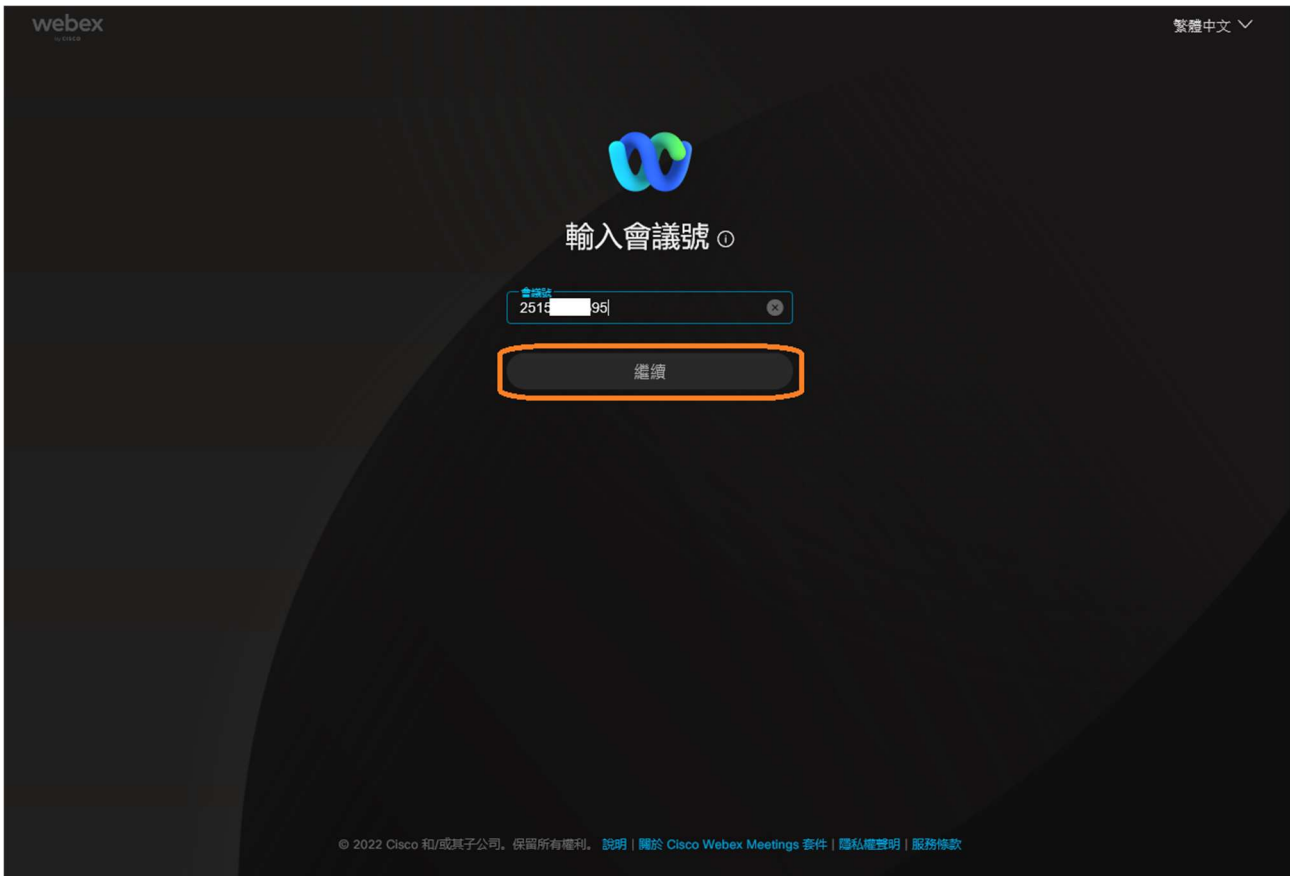 webex
by CISCO
繁體中文
輸入會議號
會議號
2515 95
繼續
© 2022 Cisco 和/或其子公司。保留所有權利。 說明 | 關於 Cisco Webex Meetings 套件 | 隱私權聲明 | 服務條款